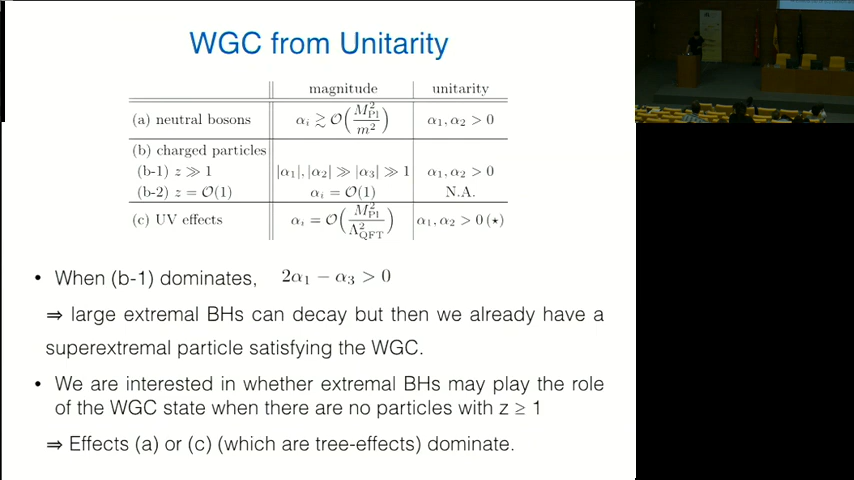 WGC from Unitarity
magnitude unitarity
(a) neutral bosons α_i ≳ O(M_Pl^2 / m^2) α_1, α_2 > 0
(b) charged particles
(b-1) z ≫ 1 |α_1|, |α_2| ≫ |α_3| ≫ 1 α_1, α_2 > 0
(b-2) z = O(1) α_i = O(1) N.A.
(c) UV effects α_i = O(M_Pl^2 / Λ_QFT^2) α_1, α_2 > 0 (⋆)
• When (b-1) dominates, 2α_1 − α_3 > 0
⇒ large extremal BHs can decay but then we already have a
superextremal particle satisfying the WGC.
• We are interested in whether extremal BHs may play the role
of the WGC state when there are no particles with z ≥ 1
⇒ Effects (a) or (c) (which are tree-effects) dominate.